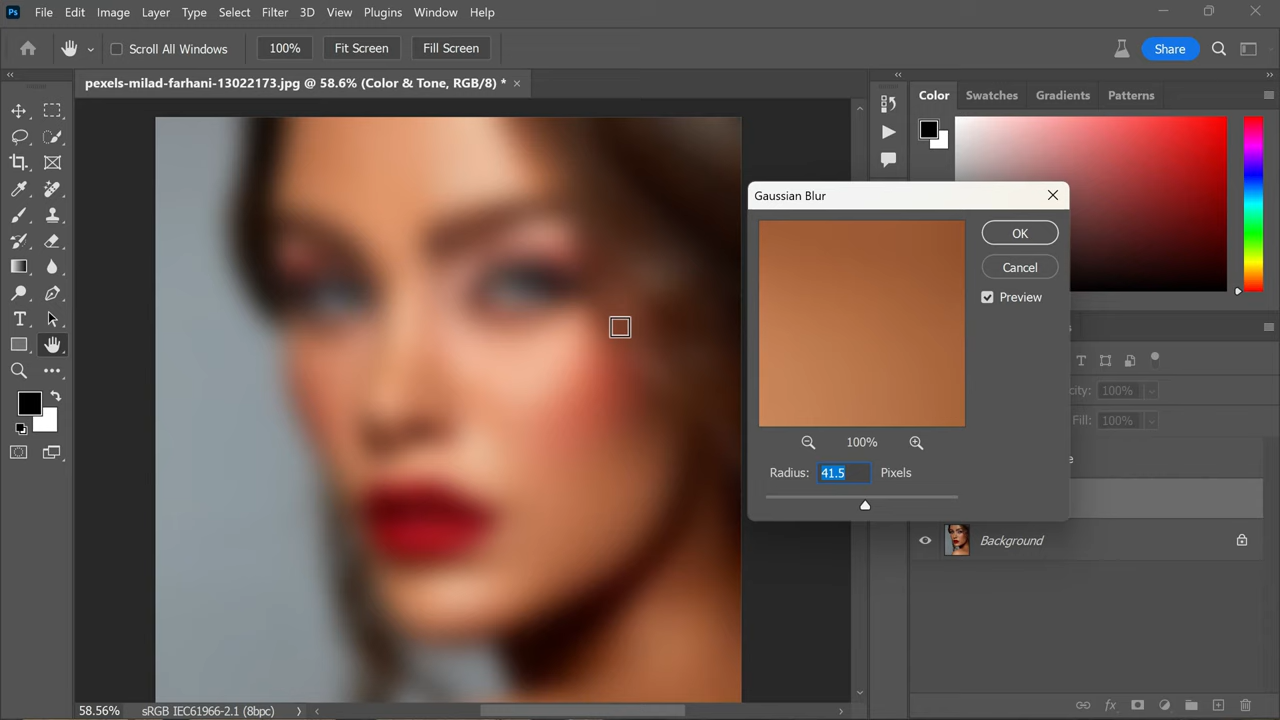 Ps File Edit Image Layer Type Select Filter 3D View Plugins Window Help
Scroll All Windows 100% Fit Screen Fill Screen Share
pexels-milad-farhani-13022173.jpg @ 58.6% (Color & Tone, RGB/8) * ×
Color Swatches Gradients Patterns
Gaussian Blur
OK
Cancel
Preview
100%
Radius: 41.5 Pixels
Fill: 100%
100%
Background
58.56% sRGB IEC61966-2.1 (8bpc)